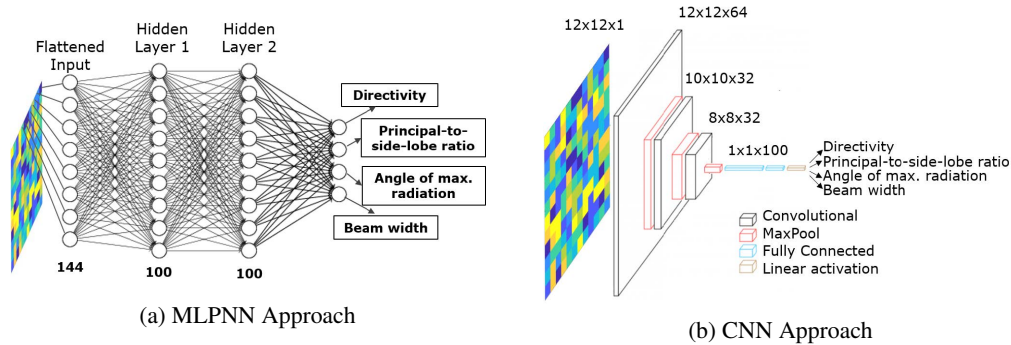 Flattened
Input
Hidden
Layer 1
Hidden
Layer 2
Directivity
Principal-to-
side-lobe ratio
Angle of max.
radiation
Beam width
144
100
100
(a) MLPNN Approach
12x12x1
12x12x64
10x10x32
8x8x32
1x1x100
Directivity
Principal-to-side-lobe ratio
Angle of max. radiation
Beam width
Convolutional
MaxPool
Fully Connected
Linear activation
(b) CNN Approach